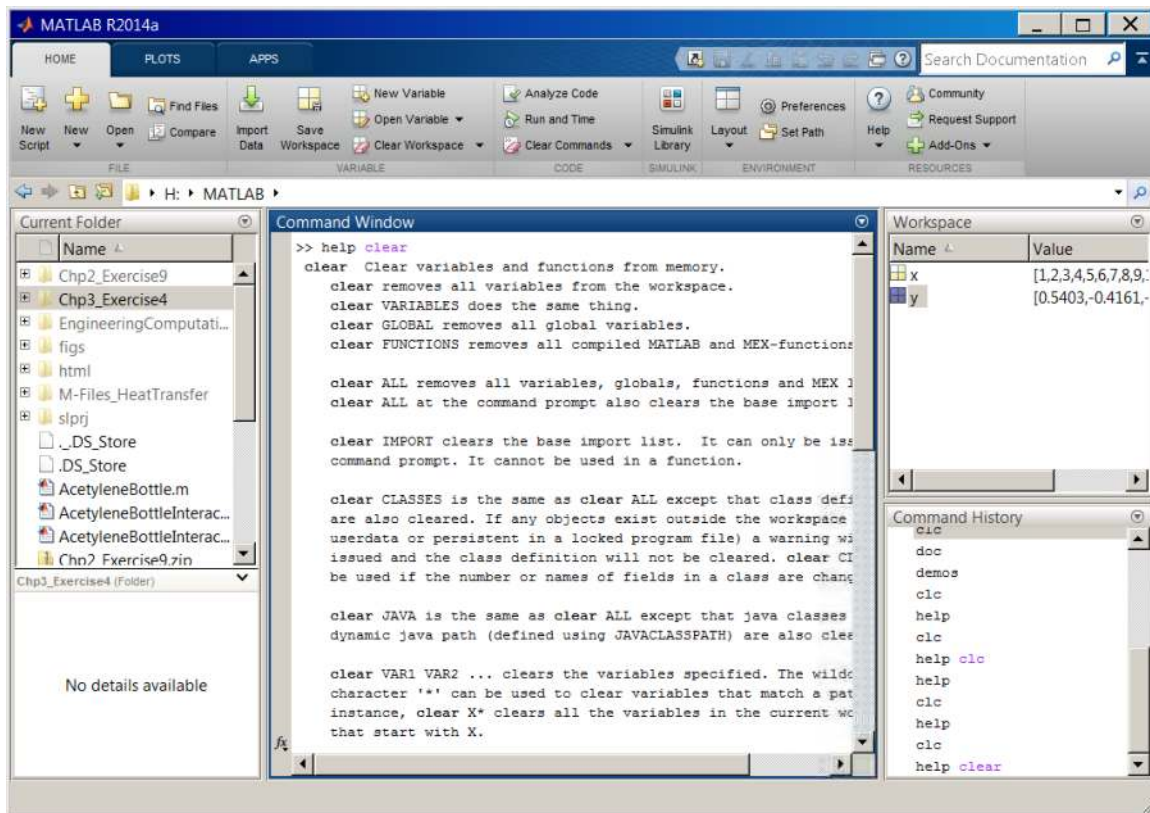 MATLAB R2014a
HOME PLOTS APPS
Search Documentation
New Script
New
Open
Find Files
Compare
FILE
Import Data
Save Workspace
New Variable
Open Variable
Clear Workspace
VARIABLE
Analyze Code
Run and Time
Clear Commands
CODE
Simulink Library
SIMULINK
Layout
Preferences
Set Path
ENVIRONMENT
Help
Community
Request Support
Add-Ons
RESOURCES
H: MATLAB
Current Folder
Name
Chp2_Exercise9
Chp3_Exercise4
EngineeringComputati...
figs
html
M-Files_HeatTransfer
slprj
._.DS_Store
.DS_Store
AcetyleneBottle.m
AcetyleneBottleInterac...
AcetyleneBottleInterac...
Chp2_Exercise9.zip
Chp3_Exercise4 (Folder)
No details available
Command Window
>> help clear
clear Clear variables and functions from memory.
clear removes all variables from the workspace.
clear VARIABLES does the same thing.
clear GLOBAL removes all global variables.
clear FUNCTIONS removes all compiled MATLAB and MEX-functions
clear ALL removes all variables, globals, functions and MEX l
clear ALL at the command prompt also clears the base import l
clear IMPORT clears the base import list. It can only be iss
command prompt. It cannot be used in a function.
clear CLASSES is the same as clear ALL except that class defi
are also cleared. If any objects exist outside the workspace
userdata or persistent in a locked program file) a warning wi
issued and the class definition will not be cleared. clear Cl
be used if the number or names of fields in a class are chang
clear JAVA is the same as clear ALL except that java classes
dynamic java path (defined using JAVACLASSPATH) are also clea
clear VAR1 VAR2 ... clears the variables specified. The wildc
character '*' can be used to clear variables that match a pat
instance, clear X* clears all the variables in the current wo
that start with X.
fx
Workspace
Name Value
x [1,2,3,4,5,6,7,8,9,
y [0.5403,-0.4161,-
Command History
clc
doc
demos
clc
help
clc
help clc
help
clc
help
clc
help clear